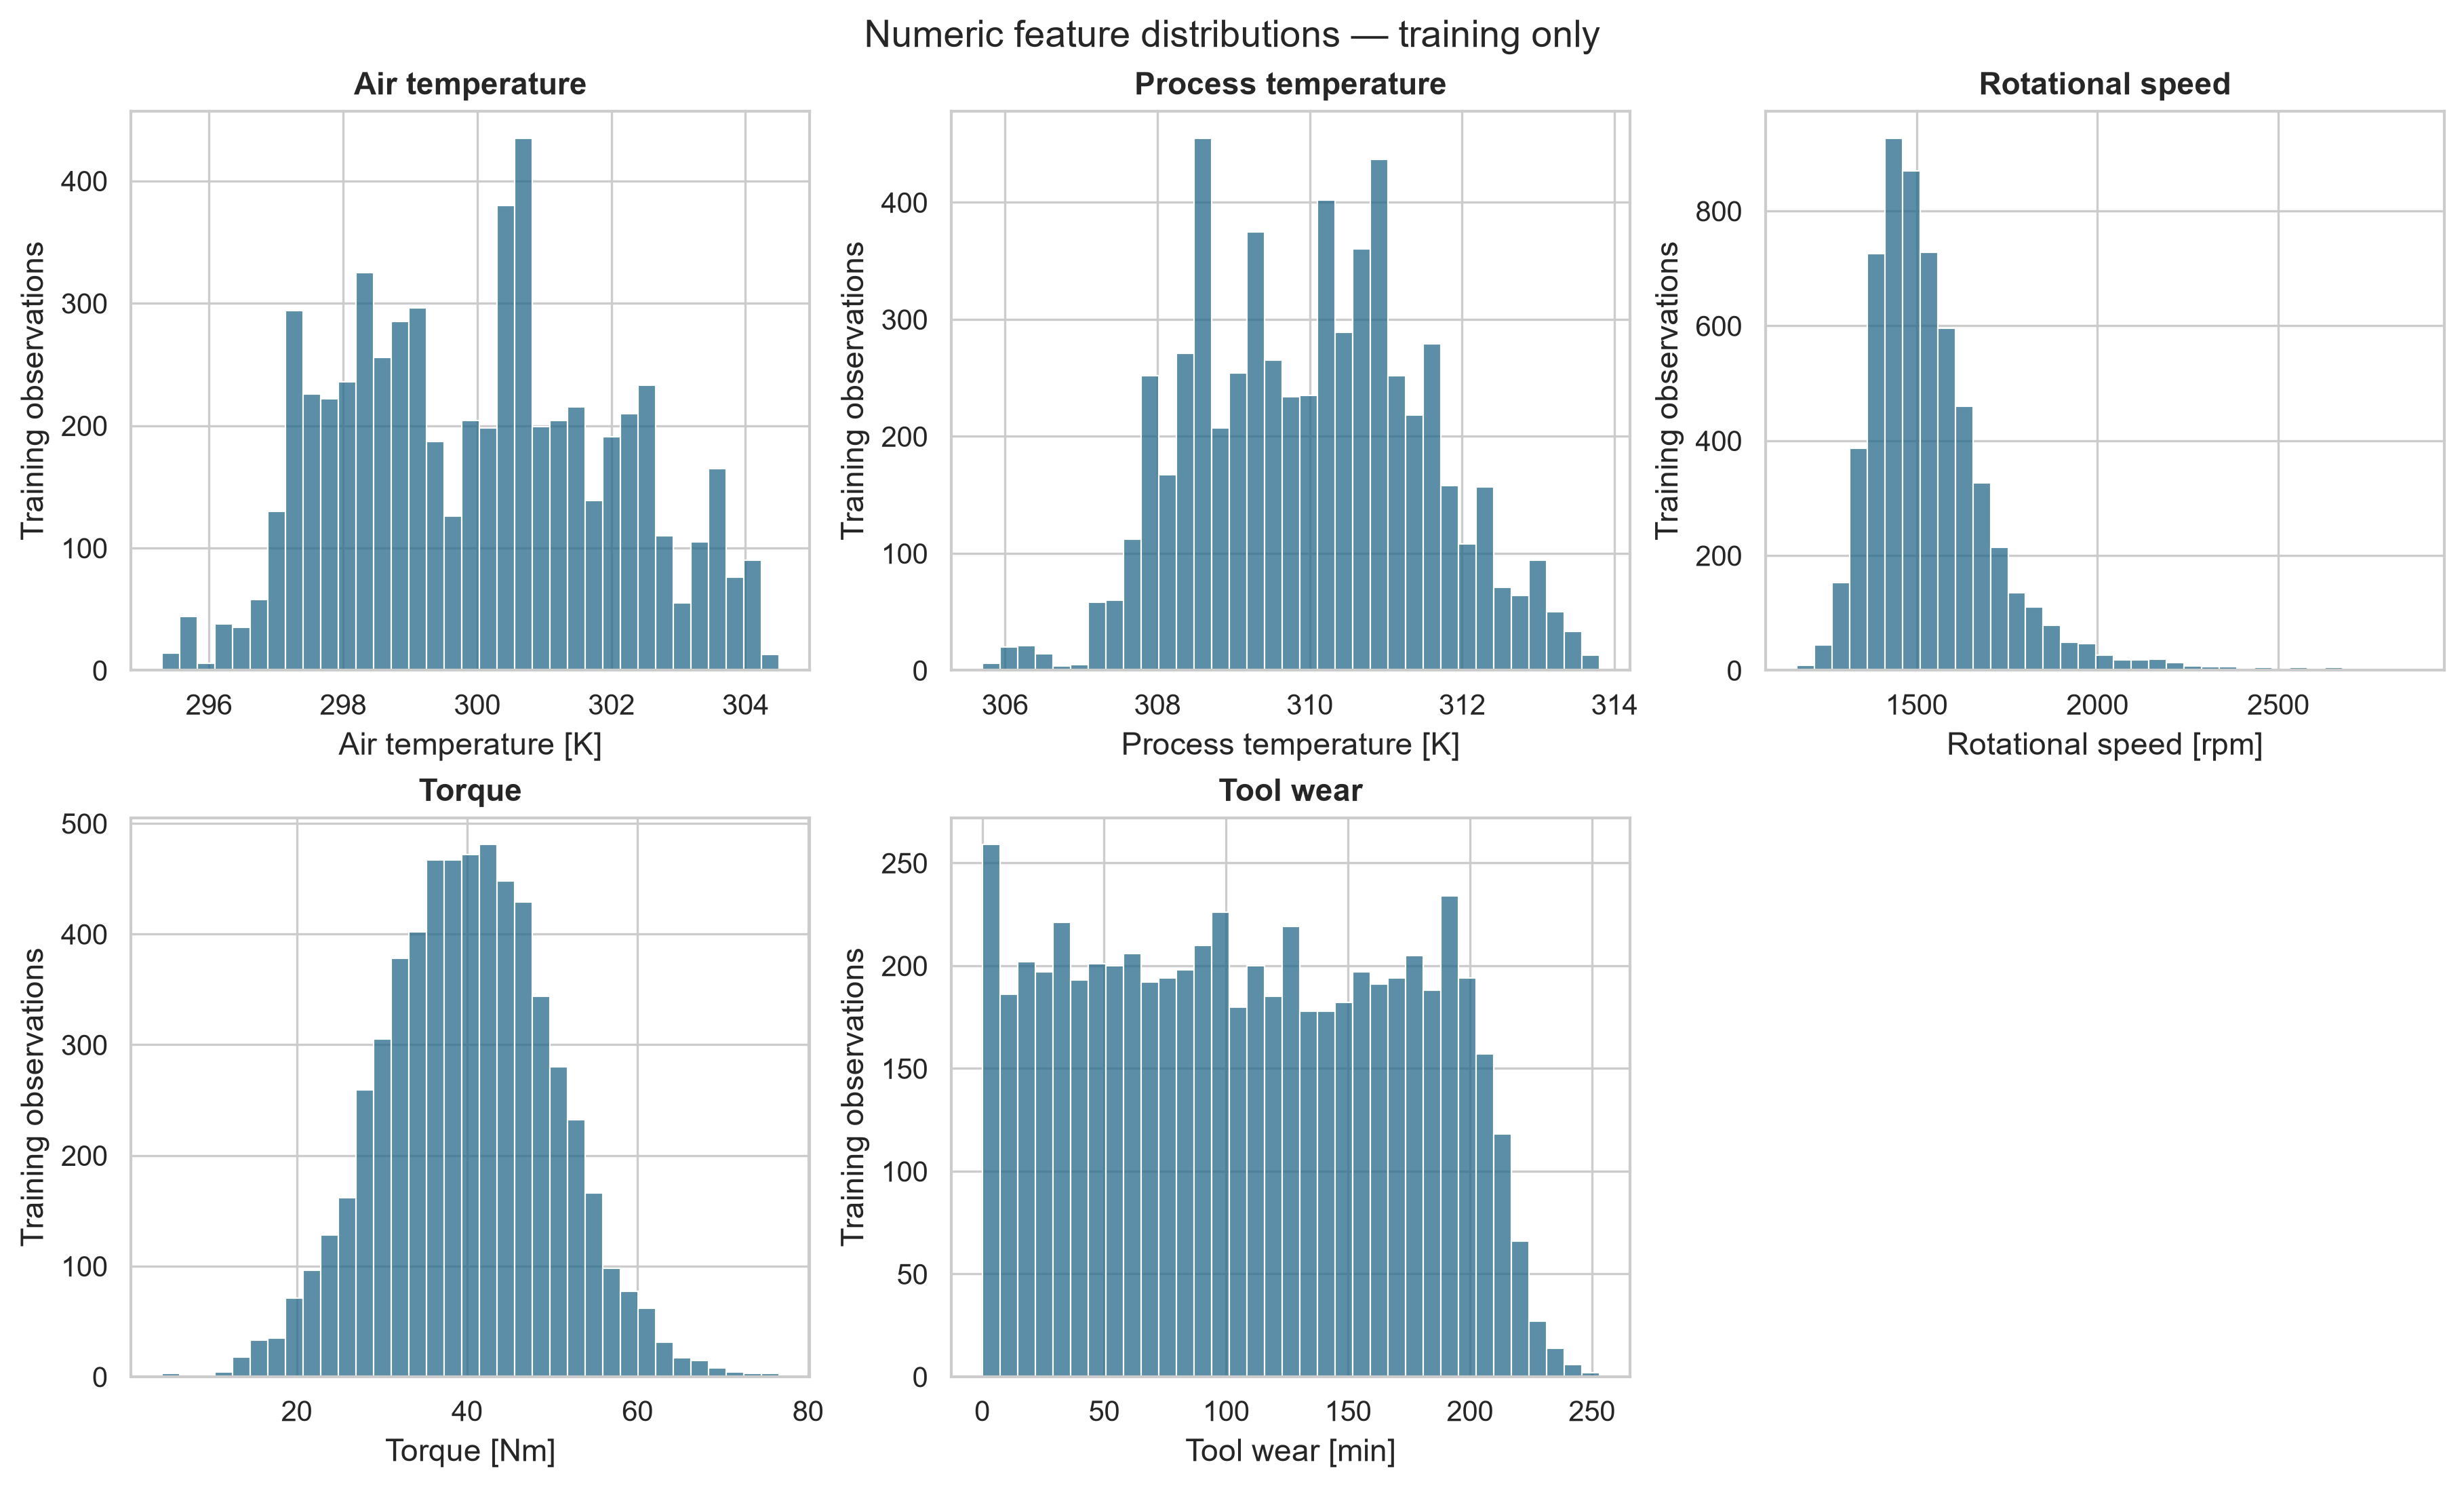 Numeric feature distributions — training only
Air temperature
Training observations
400
300
200
100
0
296 298 300 302 304
Air temperature [K]
Process temperature
Training observations
400
300
200
100
0
306 308 310 312 314
Process temperature [K]
Rotational speed
Training observations
800
600
400
200
0
1500 2000 2500
Rotational speed [rpm]
Torque
Training observations
500
400
300
200
100
0
20 40 60 80
Torque [Nm]
Tool wear
Training observations
250
200
150
100
50
0
0 50 100 150 200 250
Tool wear [min]